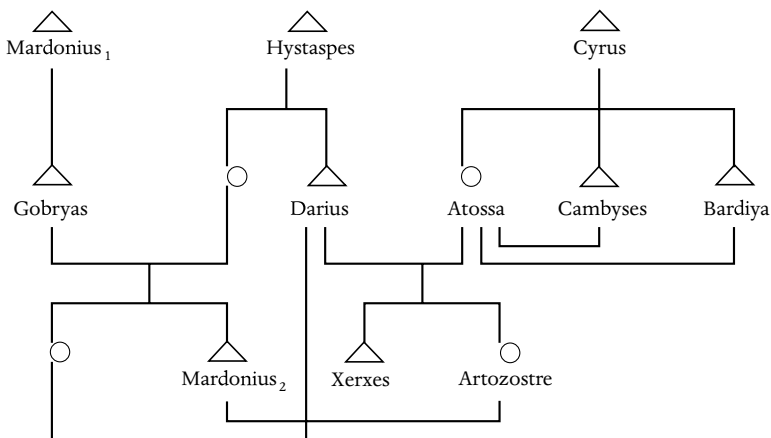 Mardonius₁ Hystaspes Cyrus
Gobryas Darius Atossa Cambyses Bardiya
Mardonius₂ Xerxes Artozostre